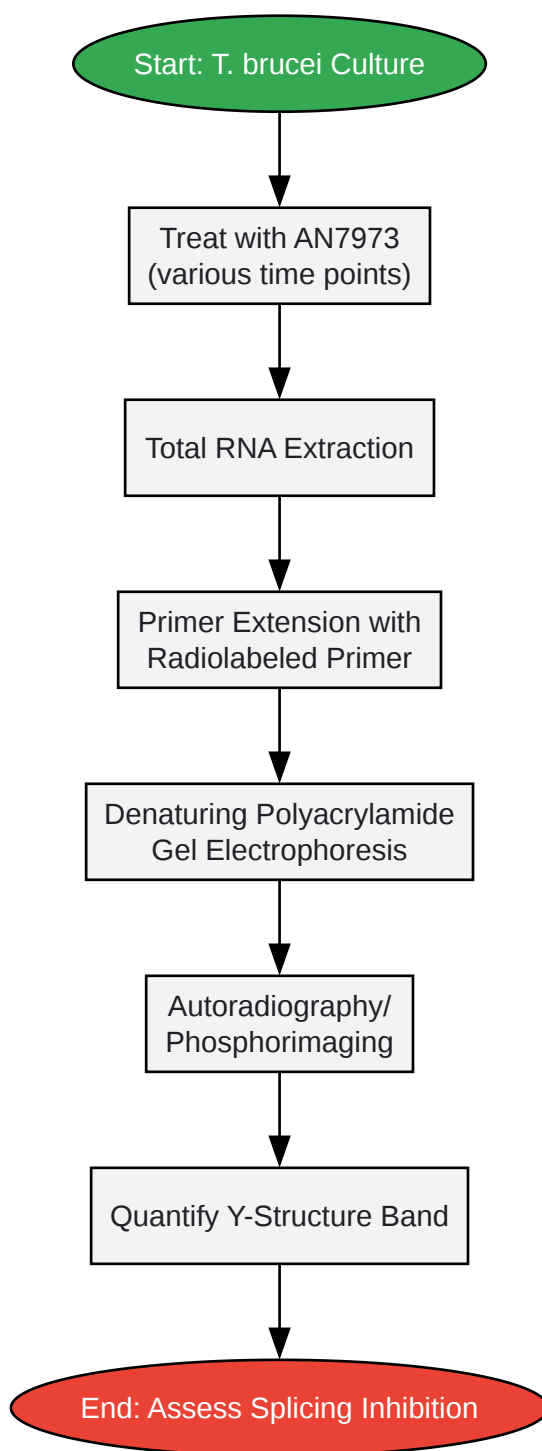 Start: T. brucei Culture
Treat with AN7973
(various time points)
Total RNA Extraction
Primer Extension with
Radiolabeled Primer
Denaturing Polyacrylamide
Gel Electrophoresis
Autoradiography/
Phosphorimaging
Quantify Y-Structure Band
End: Assess Splicing Inhibition